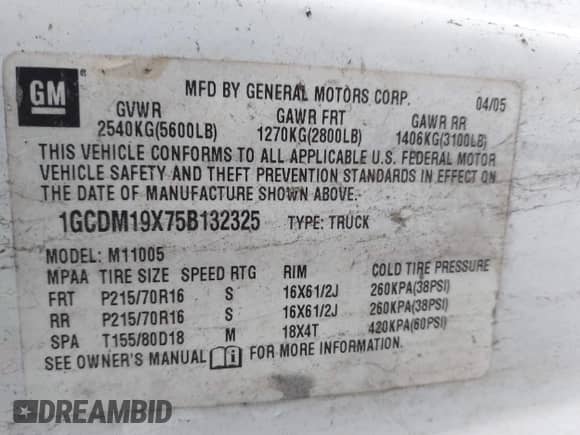 GM ®
MFD BY GENERAL MOTORS CORP. 04/05
GVWR GAWR FRT GAWR RR
2540KG(5600LB) 1270KG(2800LB) 1406KG(3100LB)
THIS VEHICLE CONFORMS TO ALL APPLICABLE U.S. FEDERAL MOTOR
VEHICLE SAFETY AND THEFT PREVENTION STANDARDS IN EFFECT ON
THE DATE OF MANUFACTURE SHOWN ABOVE.
1GCDM19X75B132325 TYPE: TRUCK
MODEL: M11005
MPAA TIRE SIZE SPEED RTG RIM COLD TIRE PRESSURE
FRT P215/70R16 S 16X61/2J 260KPA(38PSI)
RR P215/70R16 S 16X61/2J 260KPA(38PSI)
SPA T155/80D18 M 18X4T 420KPA(60PSI)
SEE OWNER'S MANUAL i FOR MORE INFORMATION.
DREAMBID